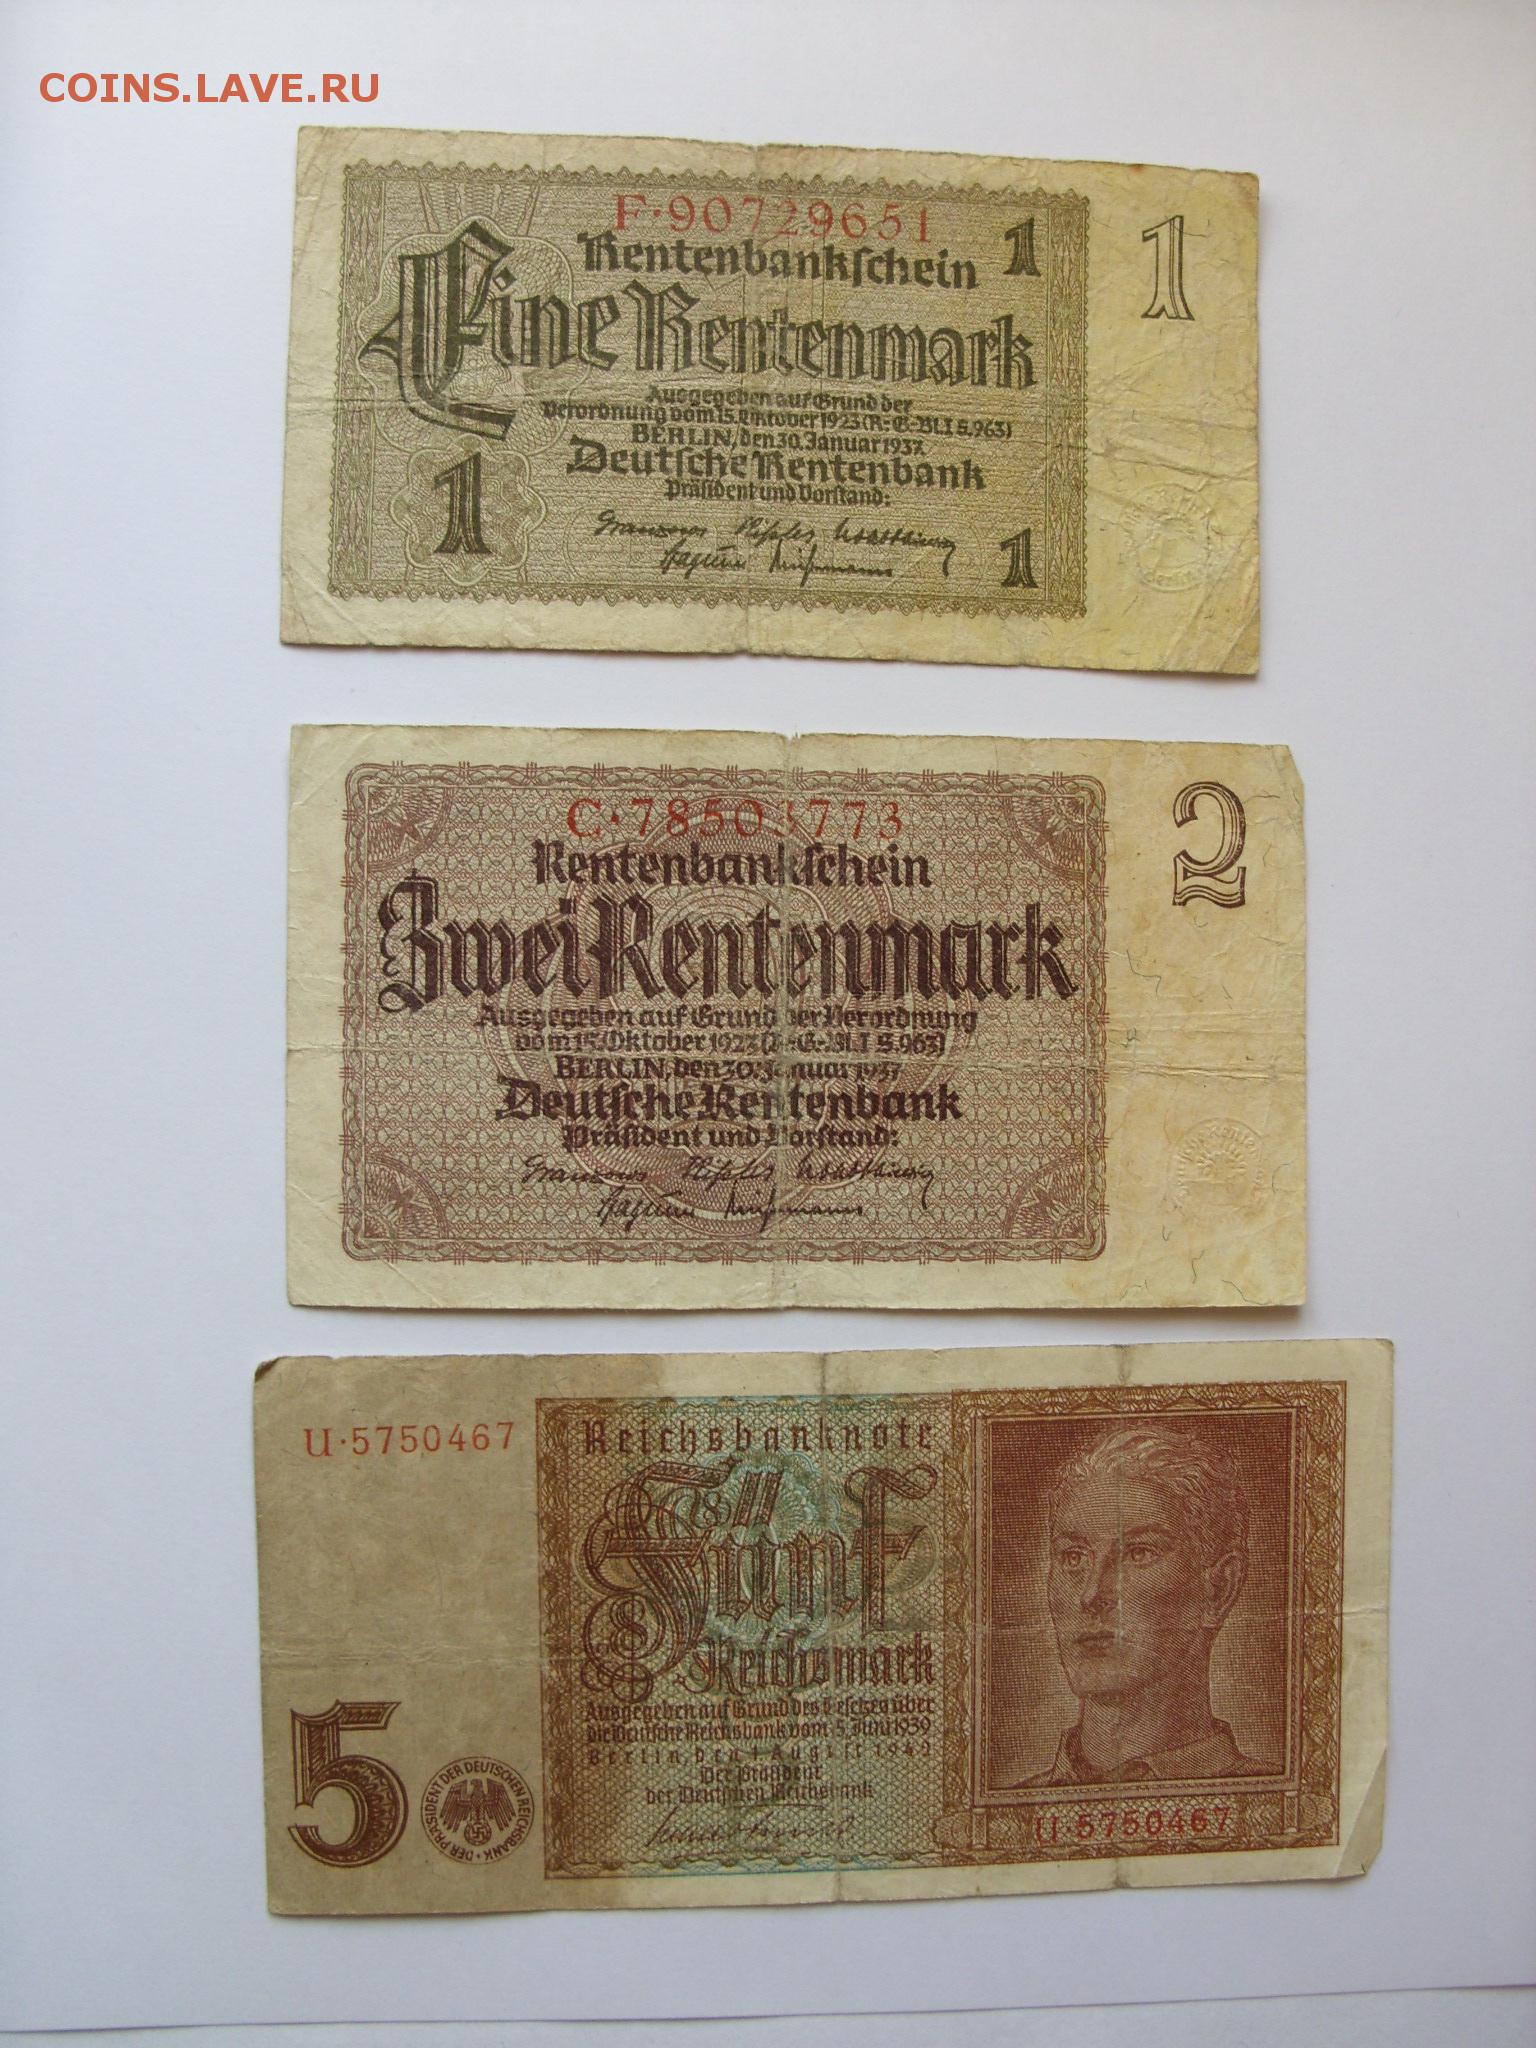 COINS.LAVE.RU
F·90729651
Rentenbankschein
1
1
Eine Rentenmark
Ausgegeben auf Grund der
Verordnung vom 15. Oktober 1923 (R.-G.-Bl. I S. 963)
BERLIN, den 30. Januar 1937.
Deutsche Rentenbank
Präsident und Vorstand:
1
1
C·78503773
Rentenbankschein
2
Zwei Rentenmark
Ausgegeben auf Grund der Verordnung
vom 15. Oktober 1923 (R.-G.-Bl. I S. 963)
BERLIN, den 30. Januar 1937.
Deutsche Rentenbank
Präsident und Vorstand:
U·5750467
Reichsbanknote
Fünf
Reichsmark
Ausgegeben auf Grund des Gesetzes über
die Deutsche Reichsbank vom 15. Juni 1939
Berlin, den 1. August 1942
Der Präsident
der Deutschen Reichsbank
5
DER PRÄSIDENT DER DEUTSCHEN REICHSBANK
U·5750467